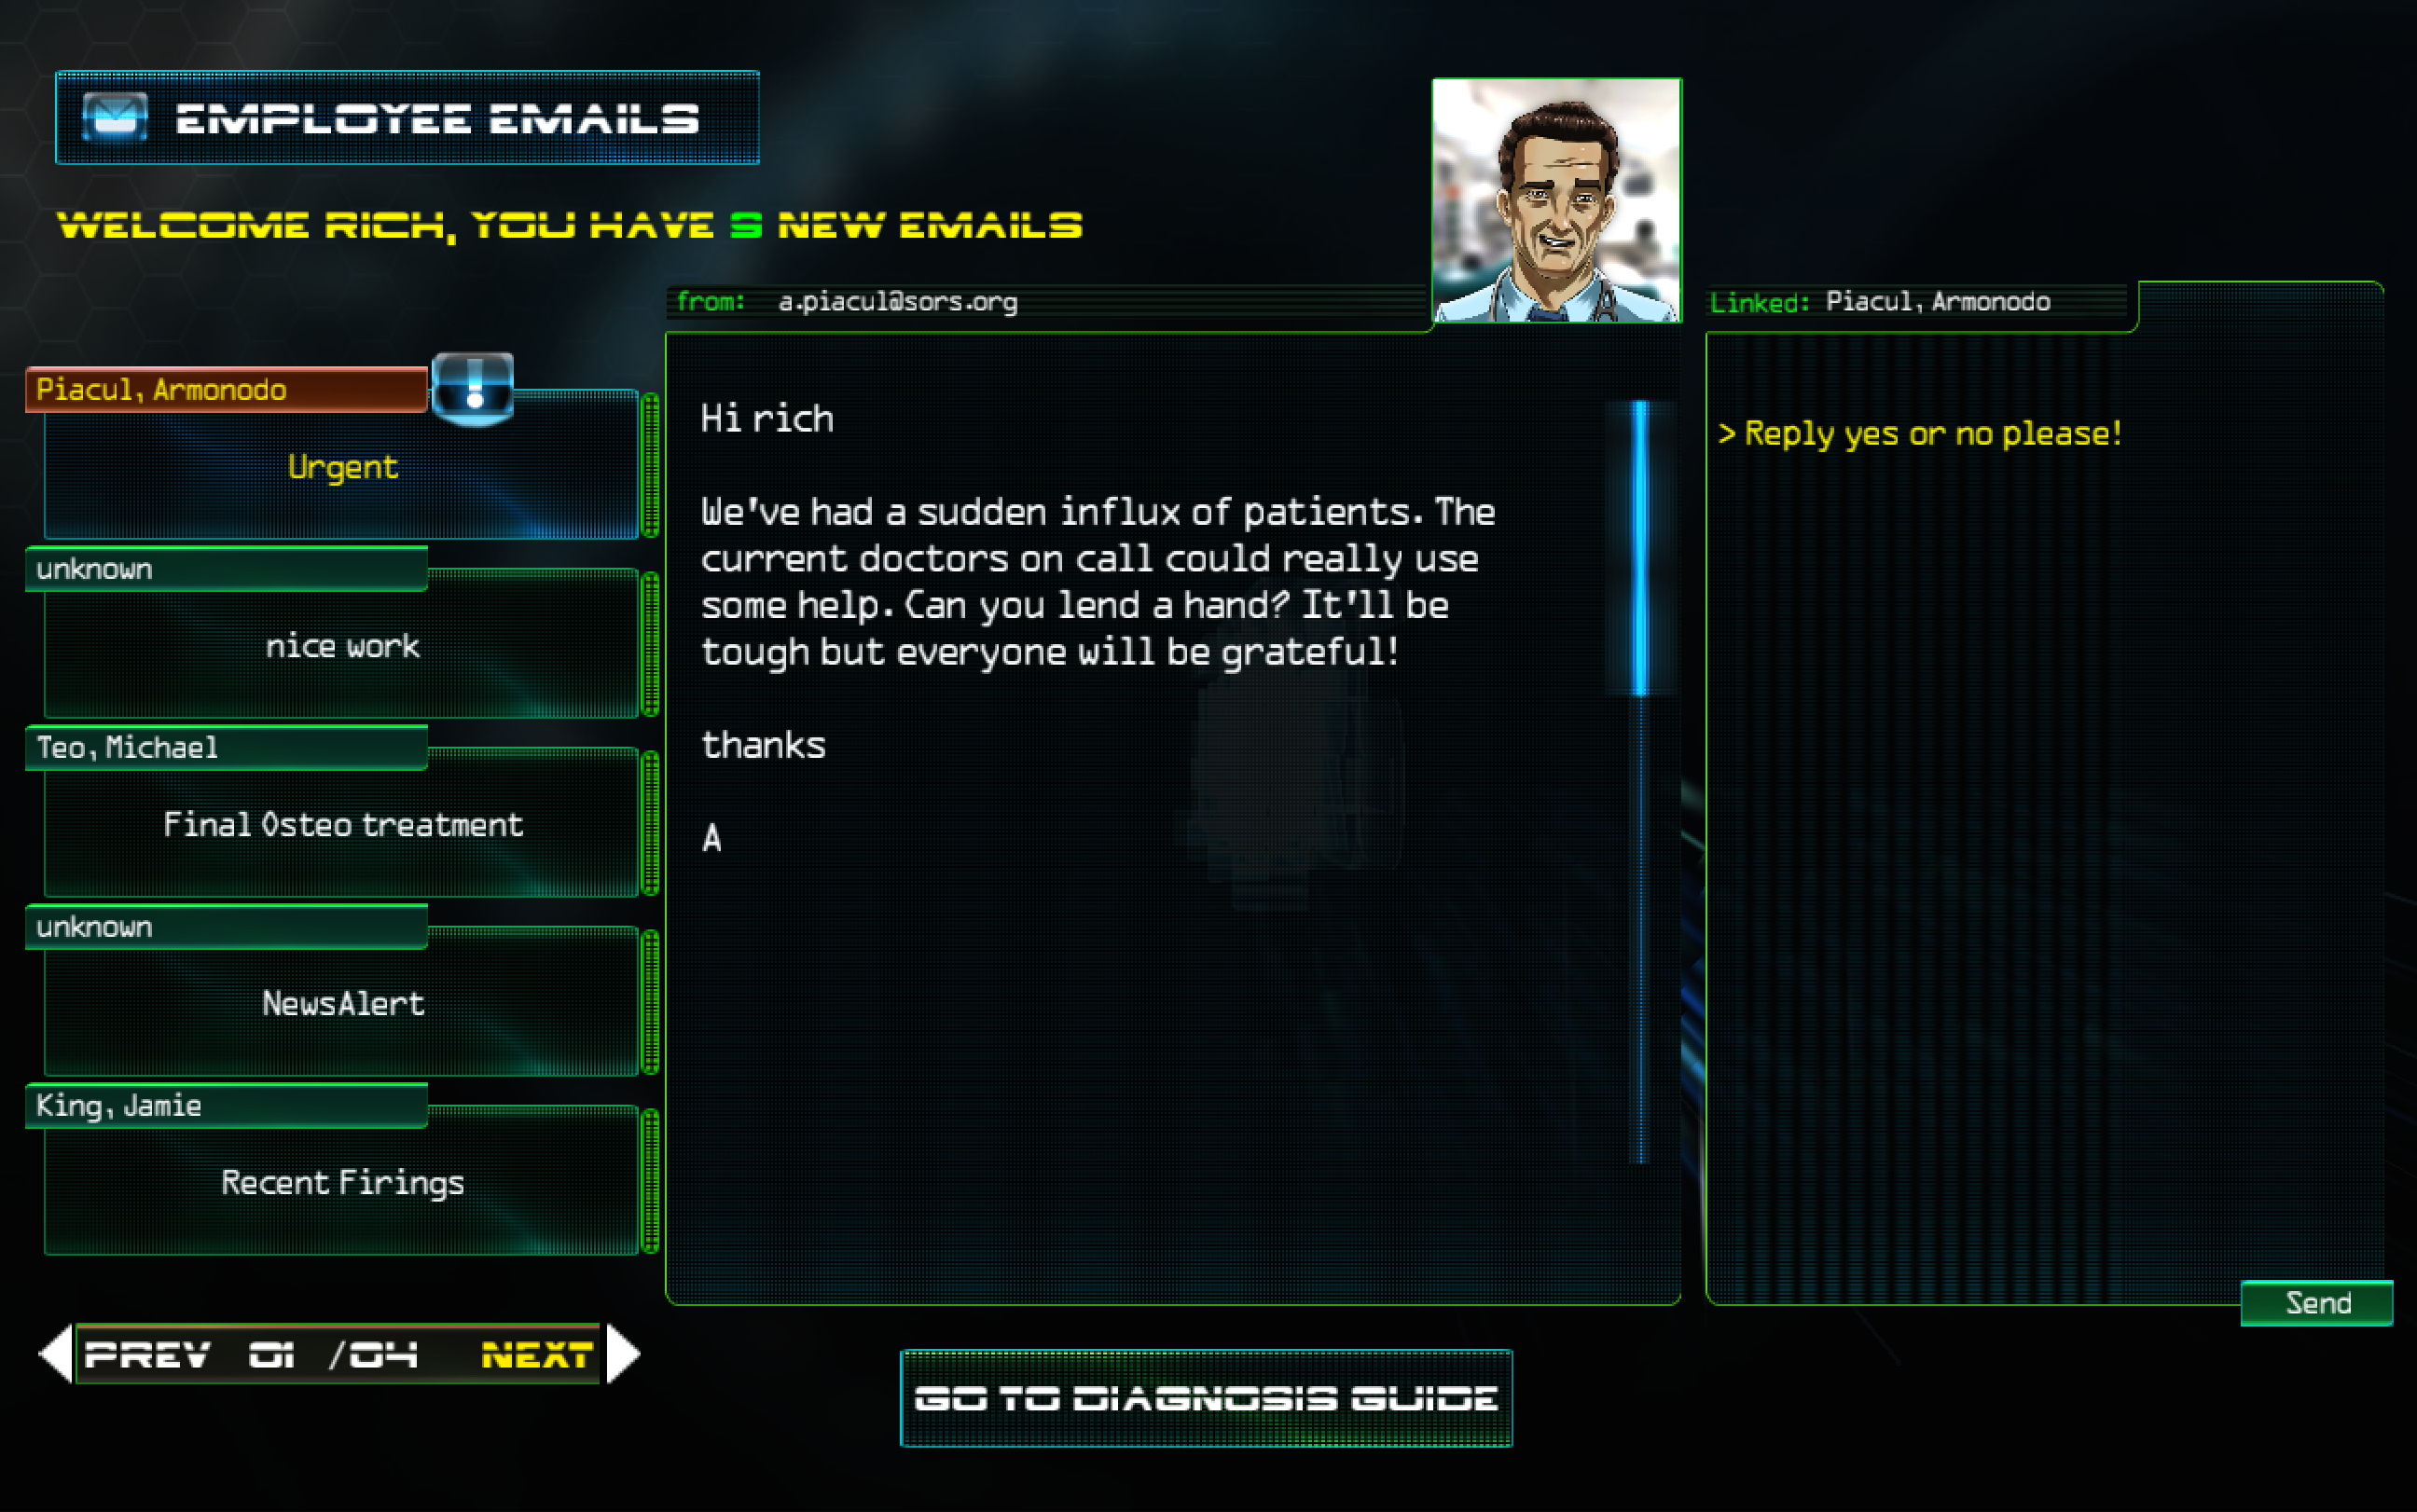 EMPLOYEE EMAILS
WELCOME RICH, YOU HAVE 5 NEW EMAILS
from: a.piacul@sors.org
Linked: Piacul, Armonodo
Piacul, Armonodo
Urgent
unknown
nice work
Teo, Michael
Final Osteo treatment
unknown
NewsAlert
King, Jamie
Recent Firings
PREV 01 /04 NEXT
Hi rich
We've had a sudden influx of patients. The
current doctors on call could really use
some help. Can you lend a hand? It'll be
tough but everyone will be grateful!
thanks
A
> Reply yes or no please!
Send
GO TO DIAGNOSIS GUIDE